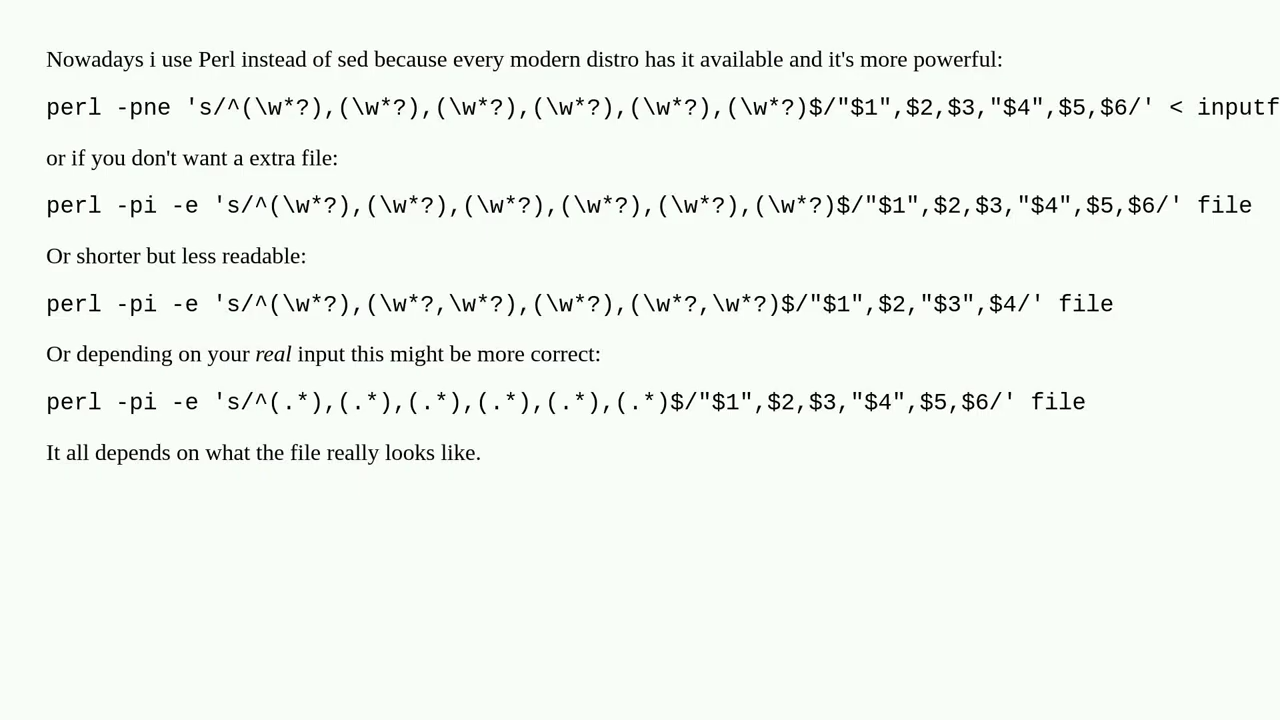 Nowadays i use Perl instead of sed because every modern distro has it available and it's more powerful:
perl -pne 's/^(\w*?),(\w*?),(\w*?),(\w*?),(\w*?),(\w*?)$/"$1",$2,$3,"$4",$5,$6/' < inputf
or if you don't want a extra file:
perl -pi -e 's/^(\w*?),(\w*?),(\w*?),(\w*?),(\w*?),(\w*?)$/"$1",$2,$3,"$4",$5,$6/' file
Or shorter but less readable:
perl -pi -e 's/^(\w*?),(\w*?,\w*?),(\w*?),(\w*?,\w*?)$/"$1",$2,"$3",$4/' file
Or depending on your real input this might be more correct:
perl -pi -e 's/^(.*),(.*),(.*),(.*),(.*),(.*)$/"$1",$2,$3,"$4",$5,$6/' file
It all depends on what the file really looks like.